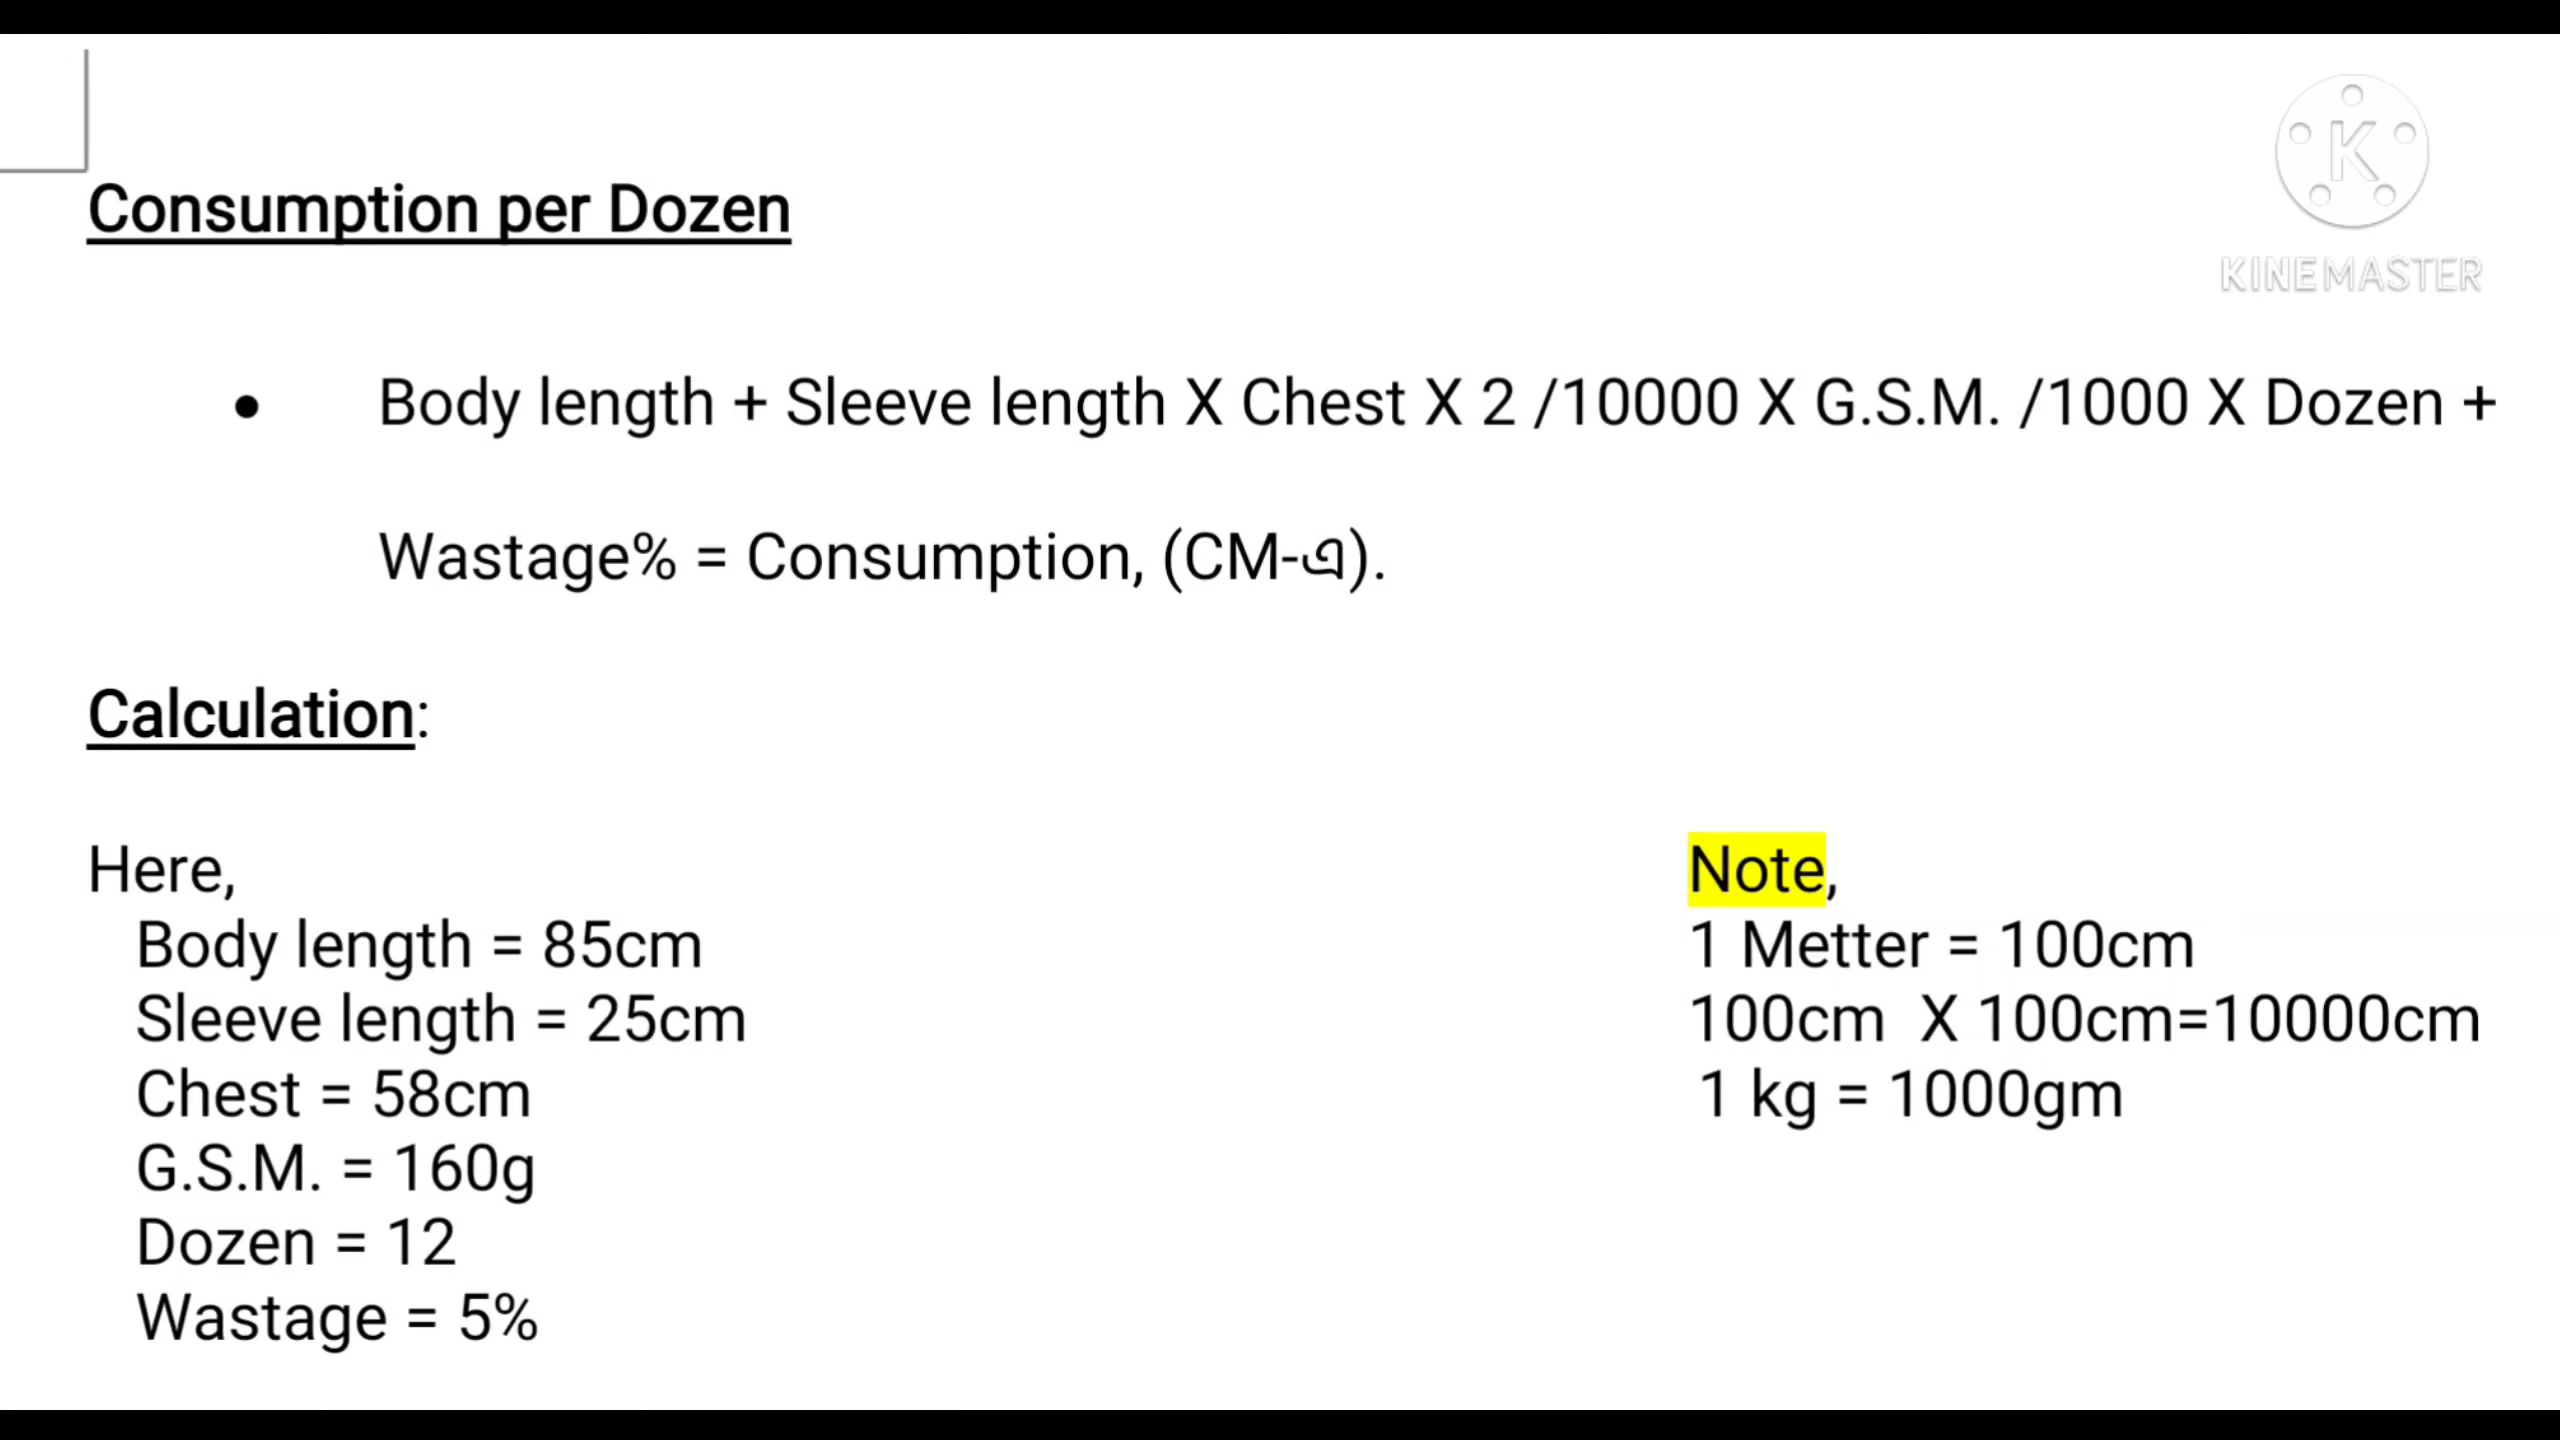 KINEMASTER
Consumption per Dozen
• Body length + Sleeve length X Chest X 2 /10000 X G.S.M. /1000 X Dozen +
Wastage% = Consumption, (CM-এ).
Calculation:
Here,
Body length = 85cm
Sleeve length = 25cm
Chest = 58cm
G.S.M. = 160g
Dozen = 12
Wastage = 5%
Note,
1 Metter = 100cm
100cm X 100cm=10000cm
1 kg = 1000gm